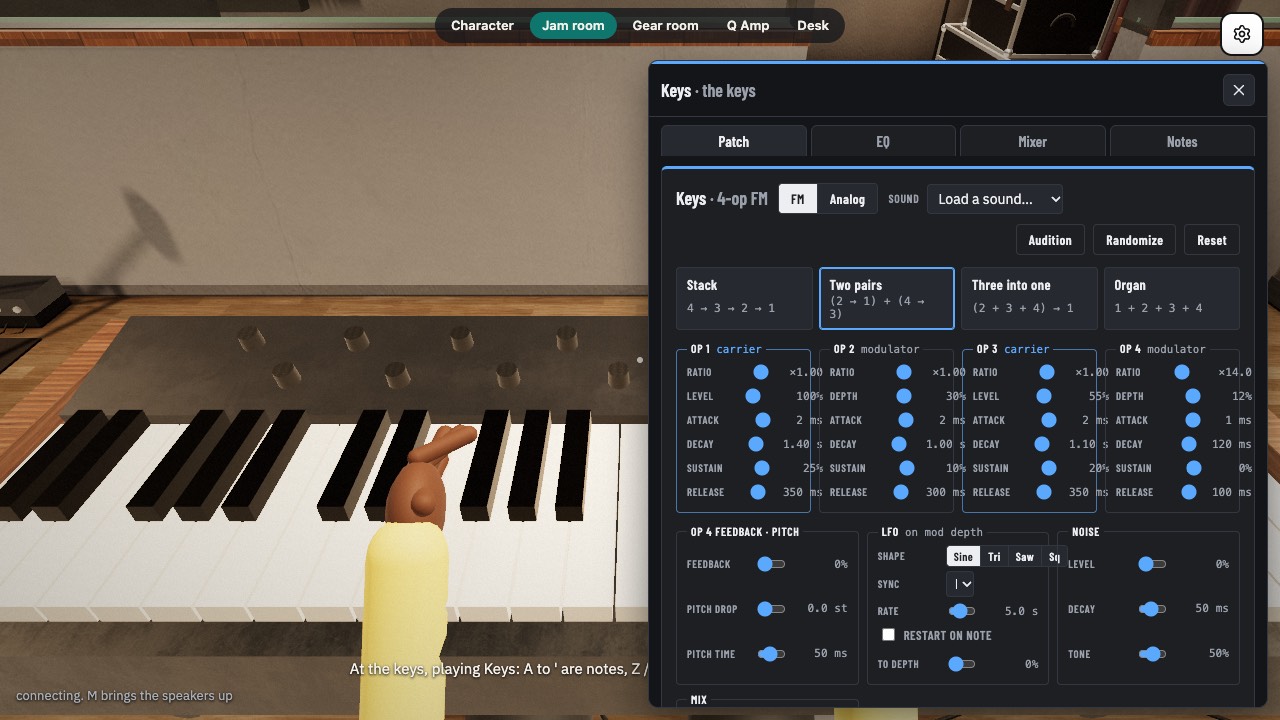 Character Jam room Gear room Q Amp Desk
Keys · the keys
Patch EQ Mixer Notes
Keys · 4-op FM FM Analog SOUND Load a sound...
Audition Randomize Reset
Stack
4 → 3 → 2 → 1
Two pairs
(2 → 1) + (4 →
3)
Three into one
(2 + 3 + 4) → 1
Organ
1 + 2 + 3 + 4
OP 1 carrier
RATIO ×1.00
LEVEL 100%
ATTACK 2 ms
DECAY 1.40 s
SUSTAIN 25%
RELEASE 350 ms
OP 2 modulator
RATIO ×1.00
DEPTH 30%
ATTACK 2 ms
DECAY 1.00 s
SUSTAIN 10%
RELEASE 300 ms
OP 3 carrier
RATIO ×1.00
LEVEL 55%
ATTACK 2 ms
DECAY 1.10 s
SUSTAIN 20%
RELEASE 350 ms
OP 4 modulator
RATIO ×14.0
DEPTH 12%
ATTACK 1 ms
DECAY 120 ms
SUSTAIN 0%
RELEASE 100 ms
OP 4 FEEDBACK · PITCH
FEEDBACK 0%
PITCH DROP 0.0 st
PITCH TIME 50 ms
LFO on mod depth
SHAPE Sine Tri Saw Sq
SYNC
RATE 5.0 s
RESTART ON NOTE
TO DEPTH 0%
NOISE
LEVEL 0%
DECAY 50 ms
TONE 50%
MIX
At the keys, playing Keys: A to ' are notes, Z /
connecting. M brings the speakers up